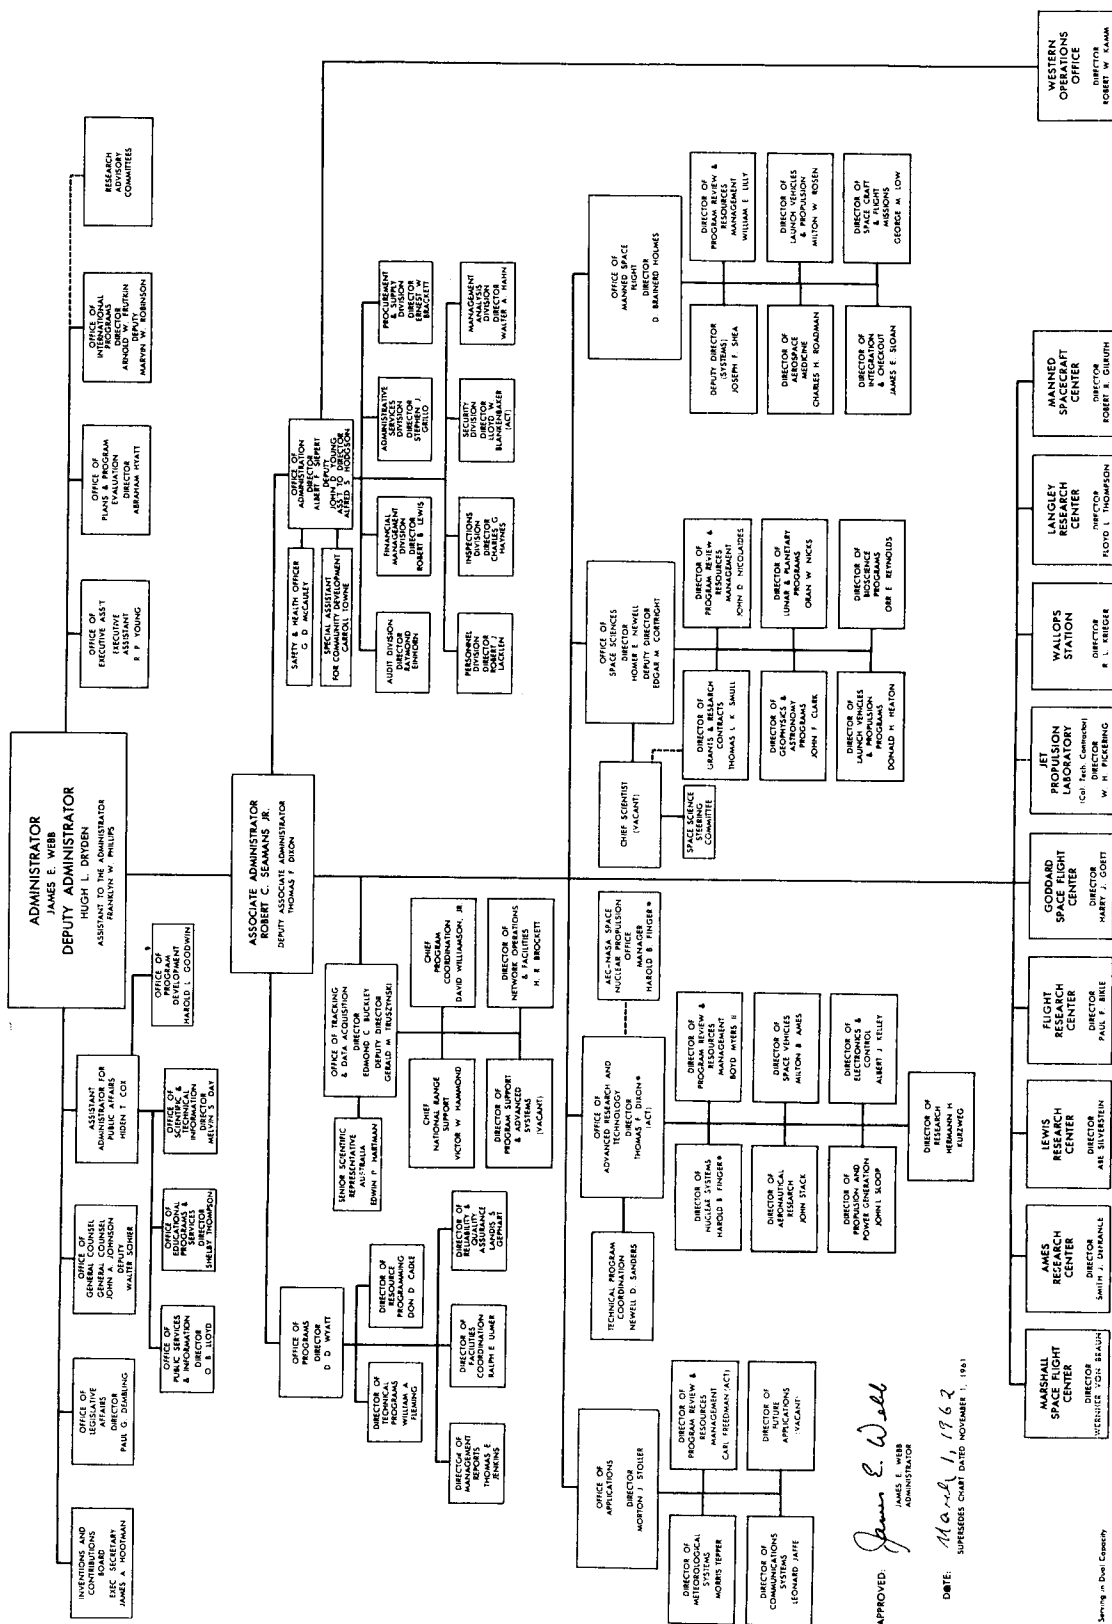 ADMINISTRATOR
JAMES E. WEBB
DEPUTY ADMINISTRATOR
HUGH L. DRYDEN
ASSISTANT TO THE ADMINISTRATOR
FRANKLYN W. PHILLIPS
INVENTIONS AND
CONTRIBUTIONS
BOARD
EXEC SECRETARY
JAMES A HOOTMAN
OFFICE OF
LEGISLATIVE
AFFAIRS
DIRECTOR
PAUL G. DEMBLING
OFFICE OF
GENERAL COUNSEL
GENERAL COUNSEL
JOHN A. JOHNSON
DEPUTY
WALTER SOHIER
ASSISTANT
ADMINISTRATOR FOR
PUBLIC AFFAIRS
HIDEN T COX
OFFICE OF
EXECUTIVE ASS'T
EXECUTIVE
ASSISTANT
R P YOUNG
OFFICE OF
PLANS & PROGRAM
EVALUATION
DIRECTOR
ABRAHAM HYATT
OFFICE OF
INTERNATIONAL
PROGRAMS
DIRECTOR
ARNOLD W. FRUTKIN
DEPUTY
MARVIN W. ROBINSON
RESEARCH
ADVISORY
COMMITTEES
OFFICE OF
PUBLIC SERVICES
& INFORMATION
DIRECTOR
O B LLOYD
OFFICE OF
EDUCATIONAL
PROGRAMS &
SERVICES
DIRECTOR
SHELBY THOMPSON
OFFICE OF
SCIENTIFIC &
TECHNICAL
INFORMATION
DIRECTOR
MELVIN S DAY
OFFICE OF
PROGRAM
DEVELOPMENT
HAROLD L GOODWIN
ASSOCIATE ADMINISTRATOR
ROBERT C. SEAMANS JR.
DEPUTY ASSOCIATE ADMINISTRATOR
THOMAS F DIXON
OFFICE OF
PROGRAMS
DIRECTOR
D D WYATT
DIRECTOR OF
TECHNICAL
PROGRAMS
WILLIAM A
FLEMING
DIRECTOR OF
RESOURCE
PROGRAMMING
DON D CADLE
DIRECTOR OF
MANAGEMENT
REPORTS
THOMAS E
JENKINS
DIRECTOR OF
FACILITIES
COORDINATION
RALPH E ULMER
DIRECTOR OF
RELIABILITY &
QUALITY
ASSURANCE
LANDIS S
GEPHART
OFFICE OF TRACKING
& DATA ACQUISITION
DIRECTOR
EDMOND C BUCKLEY
DEPUTY DIRECTOR
GERALD M TRUSZYNSKI
SENIOR SCIENTIFIC
REPRESENTATIVE
AUSTRALIA
EDWIN P HARTMAN
CHIEF
NATIONAL RANGE
SUPPORT
VICTOR W HAMMOND
CHIEF
PROGRAM
COORDINATION
DAVID WILLIAMSON, JR
DIRECTOR OF
PROGRAM SUPPORT
& ADVANCED
SYSTEMS
(VACANT)
DIRECTOR OF
NETWORK OPERATIONS
& FACILITIES
H. R BROCKETT
OFFICE OF
ADMINISTRATION
DIRECTOR
ALBERT F SIEPERT
DEPUTY
JOHN D YOUNG
ASS'T TO DIRECTOR
ALFRED S HODGSON
SAFETY & HEALTH OFFICER
G D McCAULEY
SPECIAL ASSISTANT
FOR COMMUNITY DEVELOPMENT
CARROLL TOWNE
AUDIT DIVISION
DIRECTOR
RAYMOND
EINHORN
FINANCIAL
MANAGEMENT
DIVISION
DIRECTOR
ROBERT B LEWIS
ADMINISTRATIVE
SERVICES
DIVISION
DIRECTOR
STEPHEN J.
GRILLO
PROCUREMENT
& SUPPLY
DIVISION
DIRECTOR
ERNEST W
BRACKETT
PERSONNEL
DIVISION
DIRECTOR
ROBERT J
LACKLEN
INSPECTIONS
DIVISION
DIRECTOR
CHARLES G
HAYNES
SECURITY
DIVISION
DIRECTOR
LLOYD W
BLANKENBAKER
(ACT)
MANAGEMENT
ANALYSIS
DIVISION
DIRECTOR
WALTER A. HAHN
OFFICE OF
APPLICATIONS
DIRECTOR
MORTON J STOLLER
DIRECTOR OF
METEOROLOGICAL
SYSTEMS
MORRIS TEPPER
DIRECTOR OF
PROGRAM REVIEW &
RESOURCES
MANAGEMENT
CARL FREEDMAN (ACT)
DIRECTOR OF
COMMUNICATIONS
SYSTEMS
LEONARD JAFFE
DIRECTOR OF
FUTURE
APPLICATIONS
(VACANT)
OFFICE OF
ADVANCED RESEARCH AND
TECHNOLOGY
DIRECTOR
THOMAS F DIXON*
(ACT)
AEC-NASA SPACE
NUCLEAR PROPULSION
OFFICE
MANAGER
HAROLD B FINGER*
TECHNICAL PROGRAM
COORDINATION
NEWELL D. SANDERS
DIRECTOR OF
NUCLEAR SYSTEMS
HAROLD B FINGER*
DIRECTOR OF
PROGRAM REVIEW &
RESOURCES
MANAGEMENT
BOYD MYERS II
DIRECTOR OF
AERONAUTICAL
RESEARCH
JOHN STACK
DIRECTOR OF
SPACE VEHICLES
MILTON B AMES
DIRECTOR OF
PROPULSION AND
POWER GENERATION
JOHN L SLOOP
DIRECTOR OF
ELECTRONICS &
CONTROL
ALBERT J KELLEY
DIRECTOR OF
RESEARCH
HERMANN H
KURZWEG
OFFICE OF
SPACE SCIENCES
DIRECTOR
HOMER E NEWELL
DEPUTY DIRECTOR
EDGAR M CORTRIGHT
CHIEF SCIENTIST
(VACANT)
SPACE SCIENCE
STEERING
COMMITTEE
DIRECTOR OF
GRANTS & RESEARCH
CONTRACTS
THOMAS L K SMULL
DIRECTOR OF
PROGRAM REVIEW &
RESOURCES
MANAGEMENT
JOHN D NICOLAIDES
DIRECTOR OF
GEOPHYSICS &
ASTRONOMY
PROGRAMS
JOHN F CLARK
DIRECTOR OF
LUNAR & PLANETARY
PROGRAMS
ORAN W NICKS
DIRECTOR OF
LAUNCH VEHICLES
& PROPULSION
PROGRAMS
DONALD H HEATON
DIRECTOR OF
BIOSCIENCE
PROGRAMS
ORR E REYNOLDS
OFFICE OF
MANNED SPACE
FLIGHT
DIRECTOR
D BRAINERD HOLMES
DEPUTY DIRECTOR
(SYSTEMS)
JOSEPH F SHEA
DIRECTOR OF
PROGRAM REVIEW &
RESOURCES
MANAGEMENT
WILLIAM E LILLY
DIRECTOR OF
AEROSPACE
MEDICINE
CHARLES H. ROADMAN
DIRECTOR OF
LAUNCH VEHICLES
& PROPULSION
MILTON W ROSEN
DIRECTOR OF
INTEGRATION
& CHECKOUT
JAMES E. SLOAN
DIRECTOR OF
SPACE CRAFT
& FLIGHT
MISSIONS
GEORGE M LOW
MARSHALL
SPACE FLIGHT
CENTER
DIRECTOR
WERNHER VON BRAUN
AMES
RESEARCH
CENTER
DIRECTOR
SMITH J. DeFRANCE
LEWIS
RESEARCH
CENTER
DIRECTOR
ABE SILVERSTEIN
FLIGHT
RESEARCH
CENTER
DIRECTOR
PAUL F. BIKLE
GODDARD
SPACE FLIGHT
CENTER
DIRECTOR
HARRY J. GOETT
JET
PROPULSION
LABORATORY
(Cal. Tech. Contractor)
DIRECTOR
W. H. PICKERING
WALLOPS
STATION
DIRECTOR
R L. KRIEGER
LANGLEY
RESEARCH
CENTER
DIRECTOR
FLOYD L THOMPSON
MANNED
SPACECRAFT
CENTER
DIRECTOR
ROBERT R. GILRUTH
WESTERN
OPERATIONS
OFFICE
DIRECTOR
ROBERT W KAMM
APPROVED: James E. Webb
JAMES E WEBB
ADMINISTRATOR
DATE: March 1, 1962
SUPERSEDES CHART DATED NOVEMBER 1, 1961
Serving in Dual Capacity